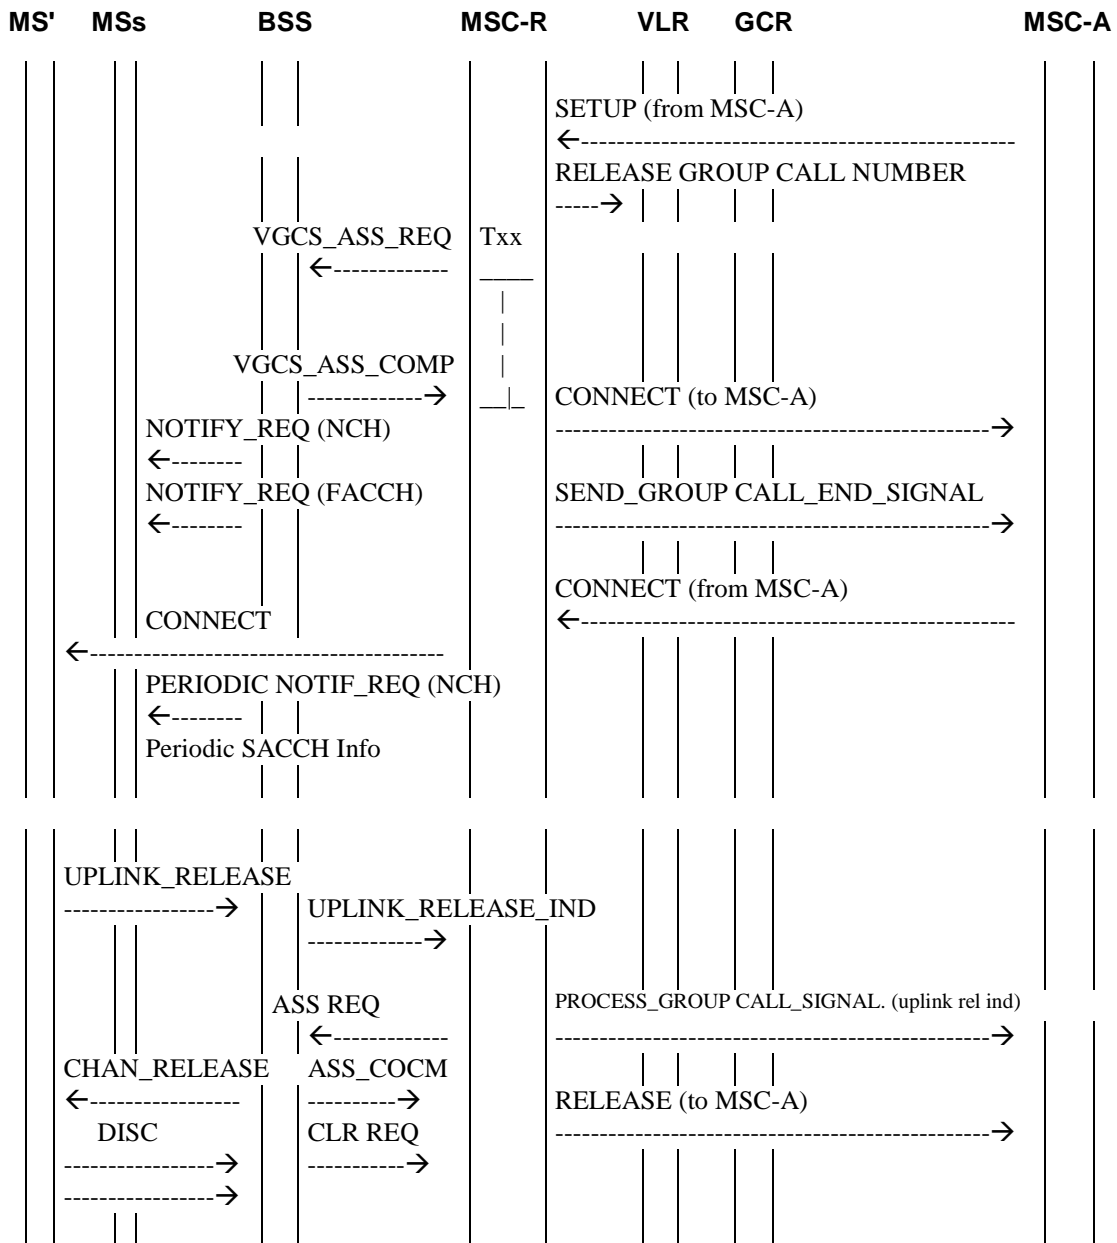 MS' MSs BSS MSC-R VLR GCR MSC-A
SETUP (from MSC-A)
RELEASE GROUP CALL NUMBER
VGCS_ASS_REQ Txx
VGCS_ASS_COMP
CONNECT (to MSC-A)
NOTIFY_REQ (NCH)
NOTIFY_REQ (FACCH) SEND_GROUP CALL_END_SIGNAL
CONNECT (from MSC-A)
CONNECT
PERIODIC NOTIF_REQ (NCH)
Periodic SACCH Info
UPLINK_RELEASE
UPLINK_RELEASE_IND
ASS REQ PROCESS_GROUP CALL_SIGNAL. (uplink rel ind)
CHAN_RELEASE ASS_COCM
RELEASE (to MSC-A)
DISC CLR REQ